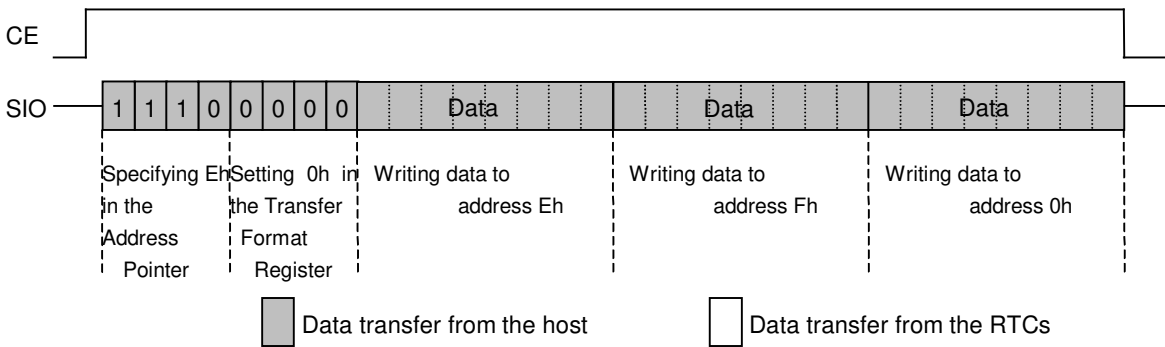 CE
SIO 1 1 1 0 0 0 0 0 Data Data Data
Specifying Eh Setting 0h in Writing data to Writing data to Writing data to
in the the Transfer address Eh address Fh address 0h
Address Format
Pointer Register
Data transfer from the host Data transfer from the RTCs